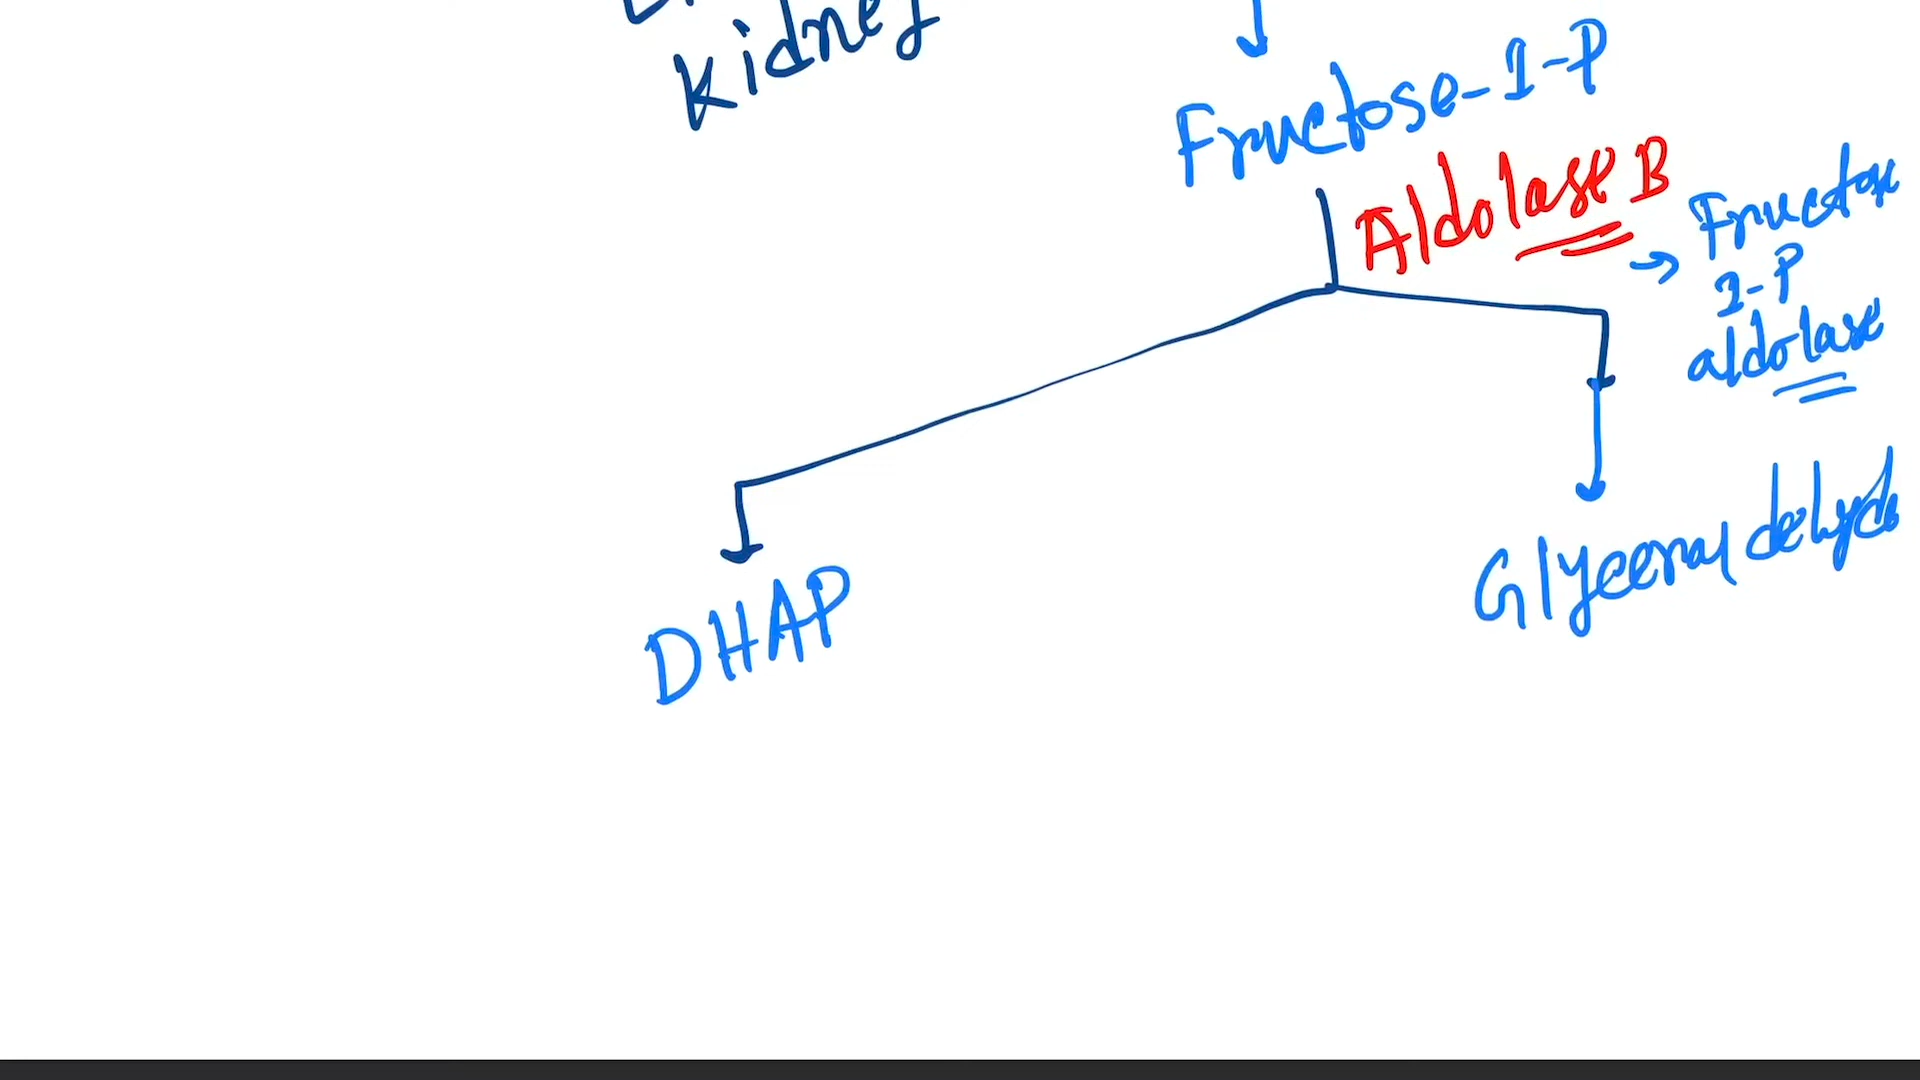 Kidney
Fructose-1-P
Aldolase B
→ Fructose
1-P
aldolase
DHAP
Glyceraldehyde